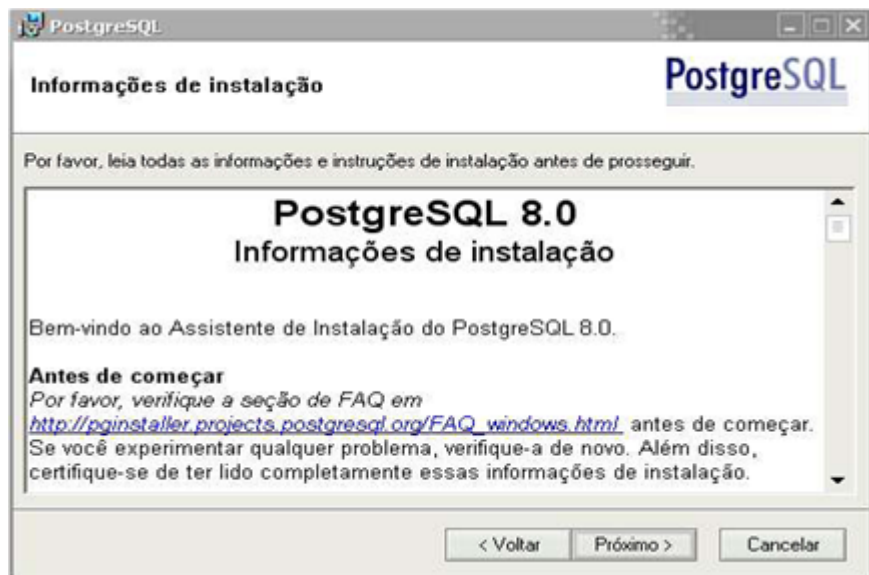 PostgreSQL
Informações de instalação
PostgreSQL
Por favor, leia todas as informações e instruções de instalação antes de prosseguir.
PostgreSQL 8.0
Informações de instalação
Bem-vindo ao Assistente de Instalação do PostgreSQL 8.0.
Antes de começar
Por favor, verifique a seção de FAQ em
http://pginstaller.projects.postgresql.org/FAQ_windows.html antes de começar.
Se você experimentar qualquer problema, verifique-a de novo. Além disso,
certifique-se de ter lido completamente essas informações de instalação.
< Voltar
Próximo >
Cancelar